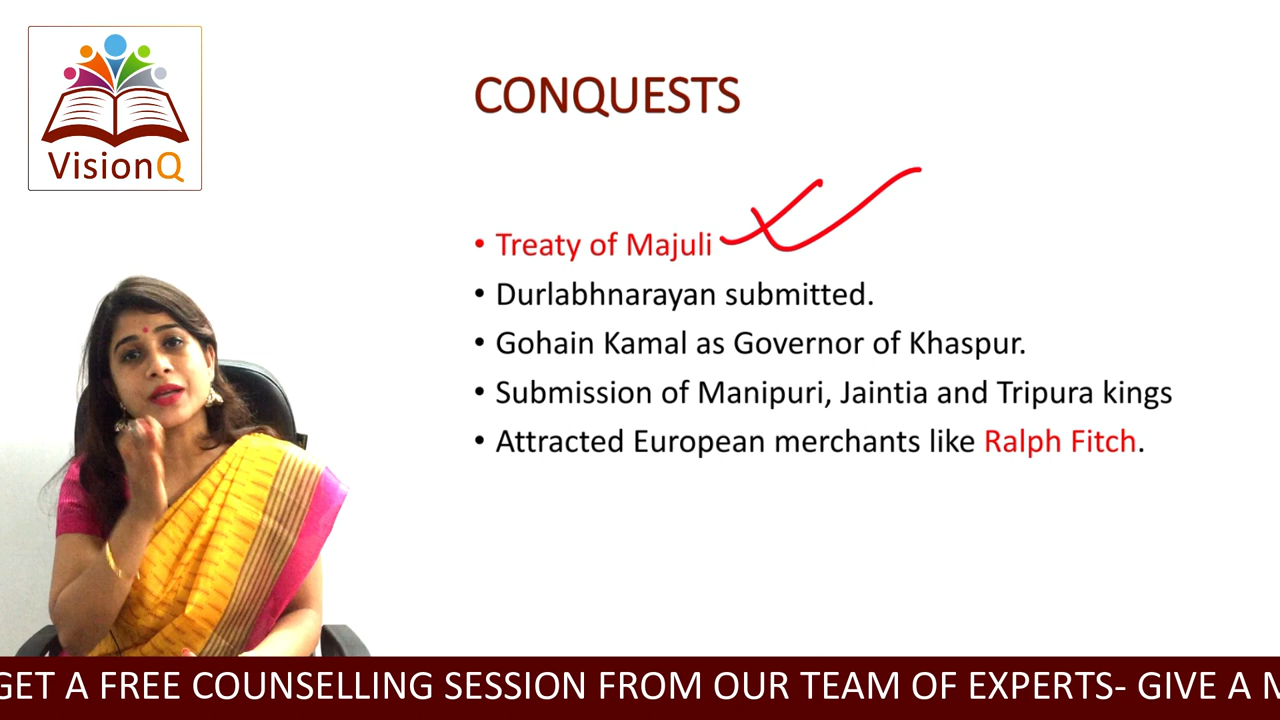 VisionQ
CONQUESTS
• Treaty of Majuli
• Durlabhnarayan submitted.
• Gohain Kamal as Governor of Khaspur.
• Submission of Manipuri, Jaintia and Tripura kings
• Attracted European merchants like Ralph Fitch.
GET A FREE COUNSELLING SESSION FROM OUR TEAM OF EXPERTS- GIVE A